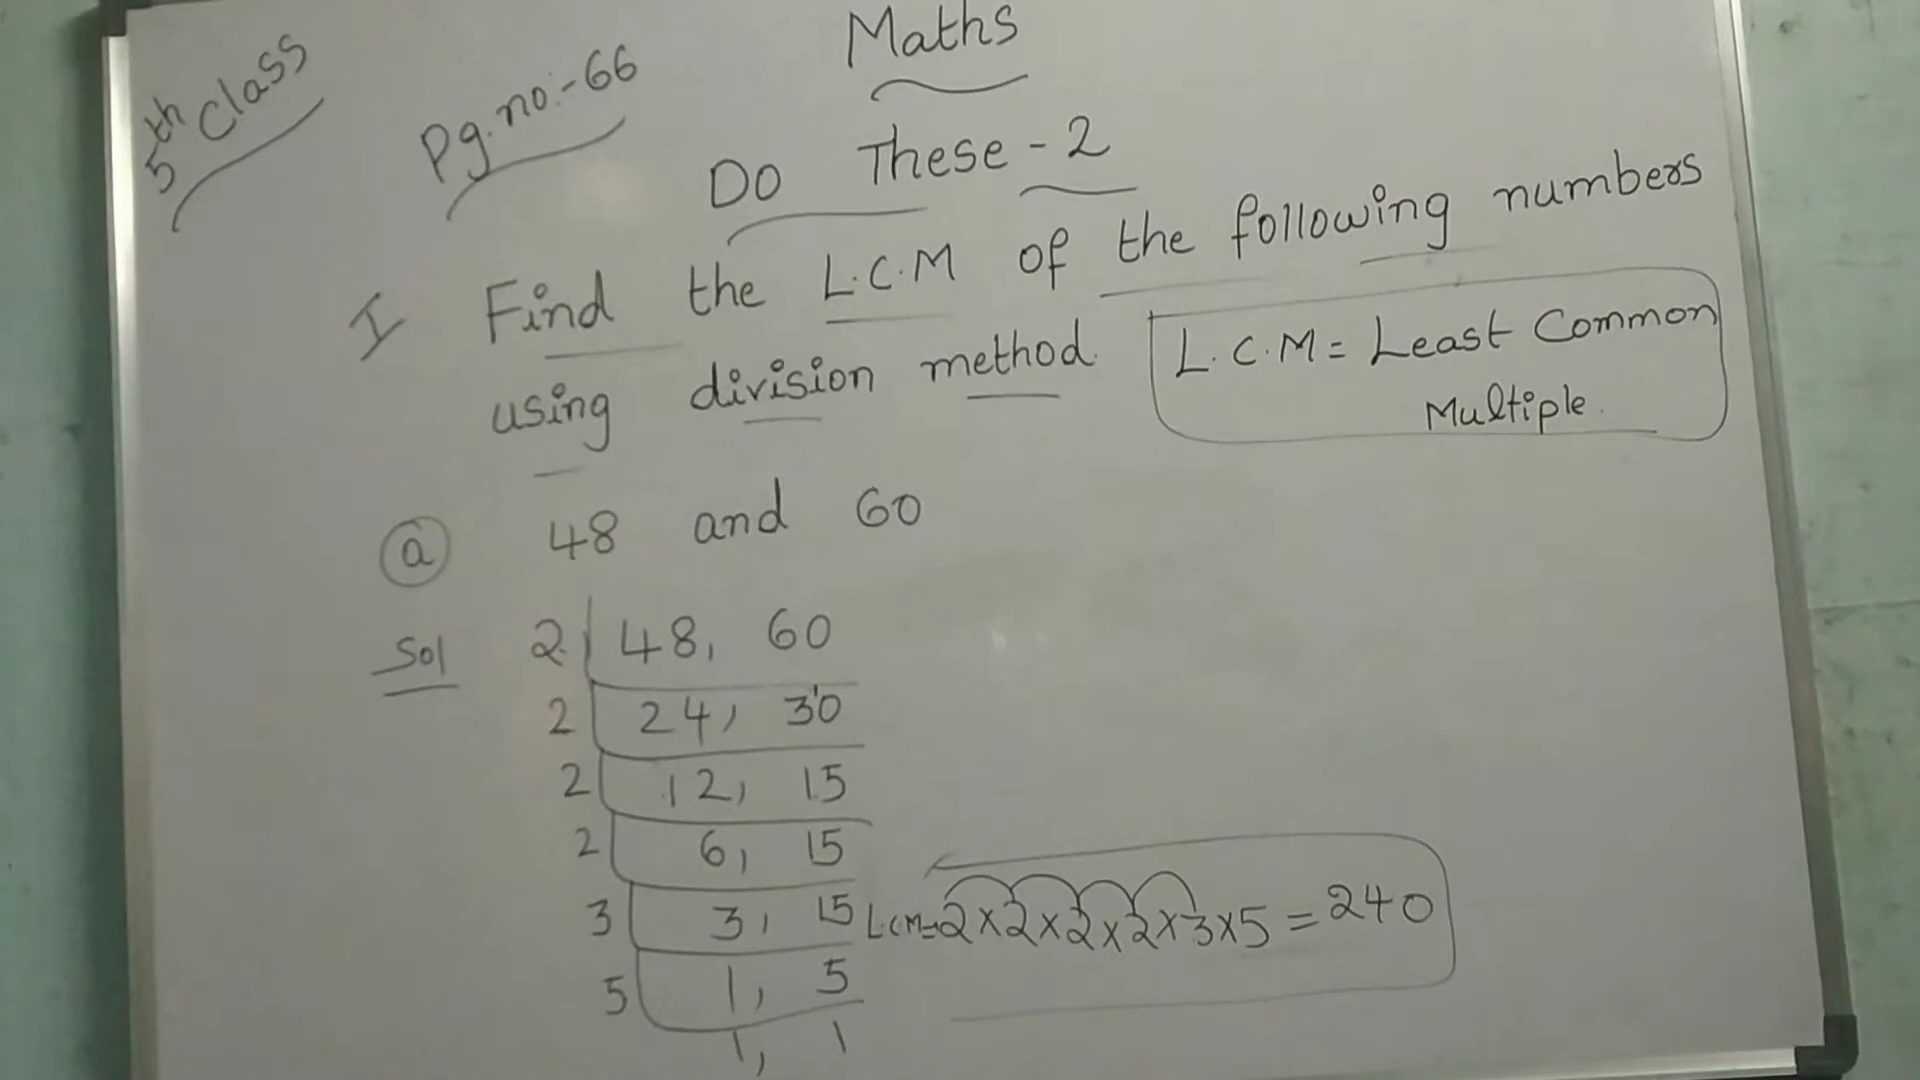 Maths
5th Class
Pg.no:-66
Do These-2
I Find the L.C.M of the following numbers
using division method.
L.C.M = Least Common
Multiple.
a 48 and 60
Sol 2 48, 60
2 24, 30
2 12, 15
2 6, 15
3 3, 15
LCM=2×2×2×2×3×5=240
5 1, 5
1, 1